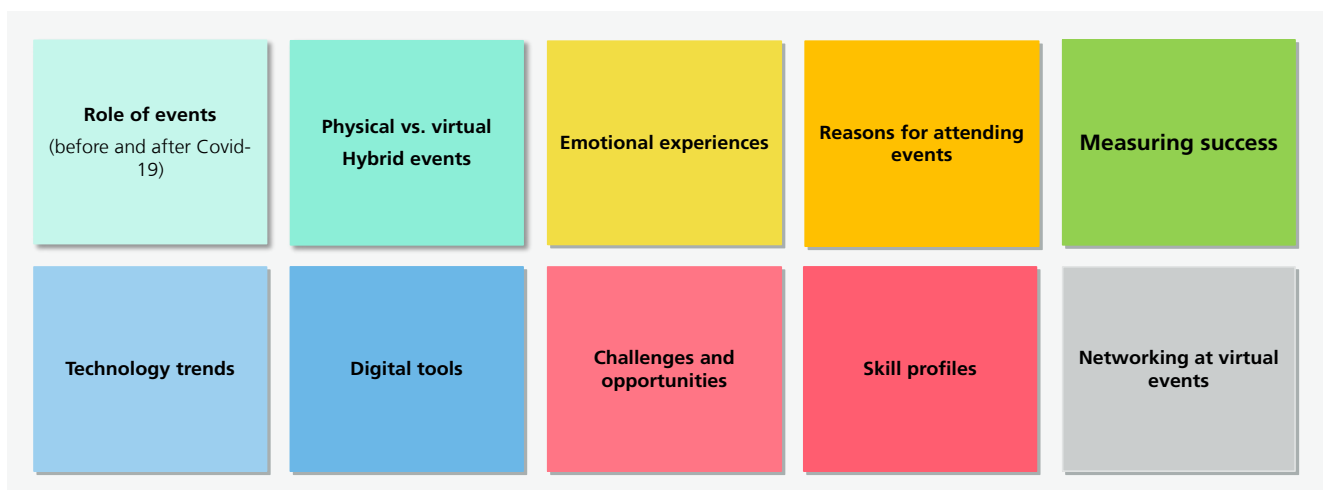 Role of events
(before and after Covid-
19)
Physical vs. virtual
Hybrid events
Emotional experiences
Reasons for attending
events
Measuring success
Technology trends
Digital tools
Challenges and
opportunities
Skill profiles
Networking at virtual
events